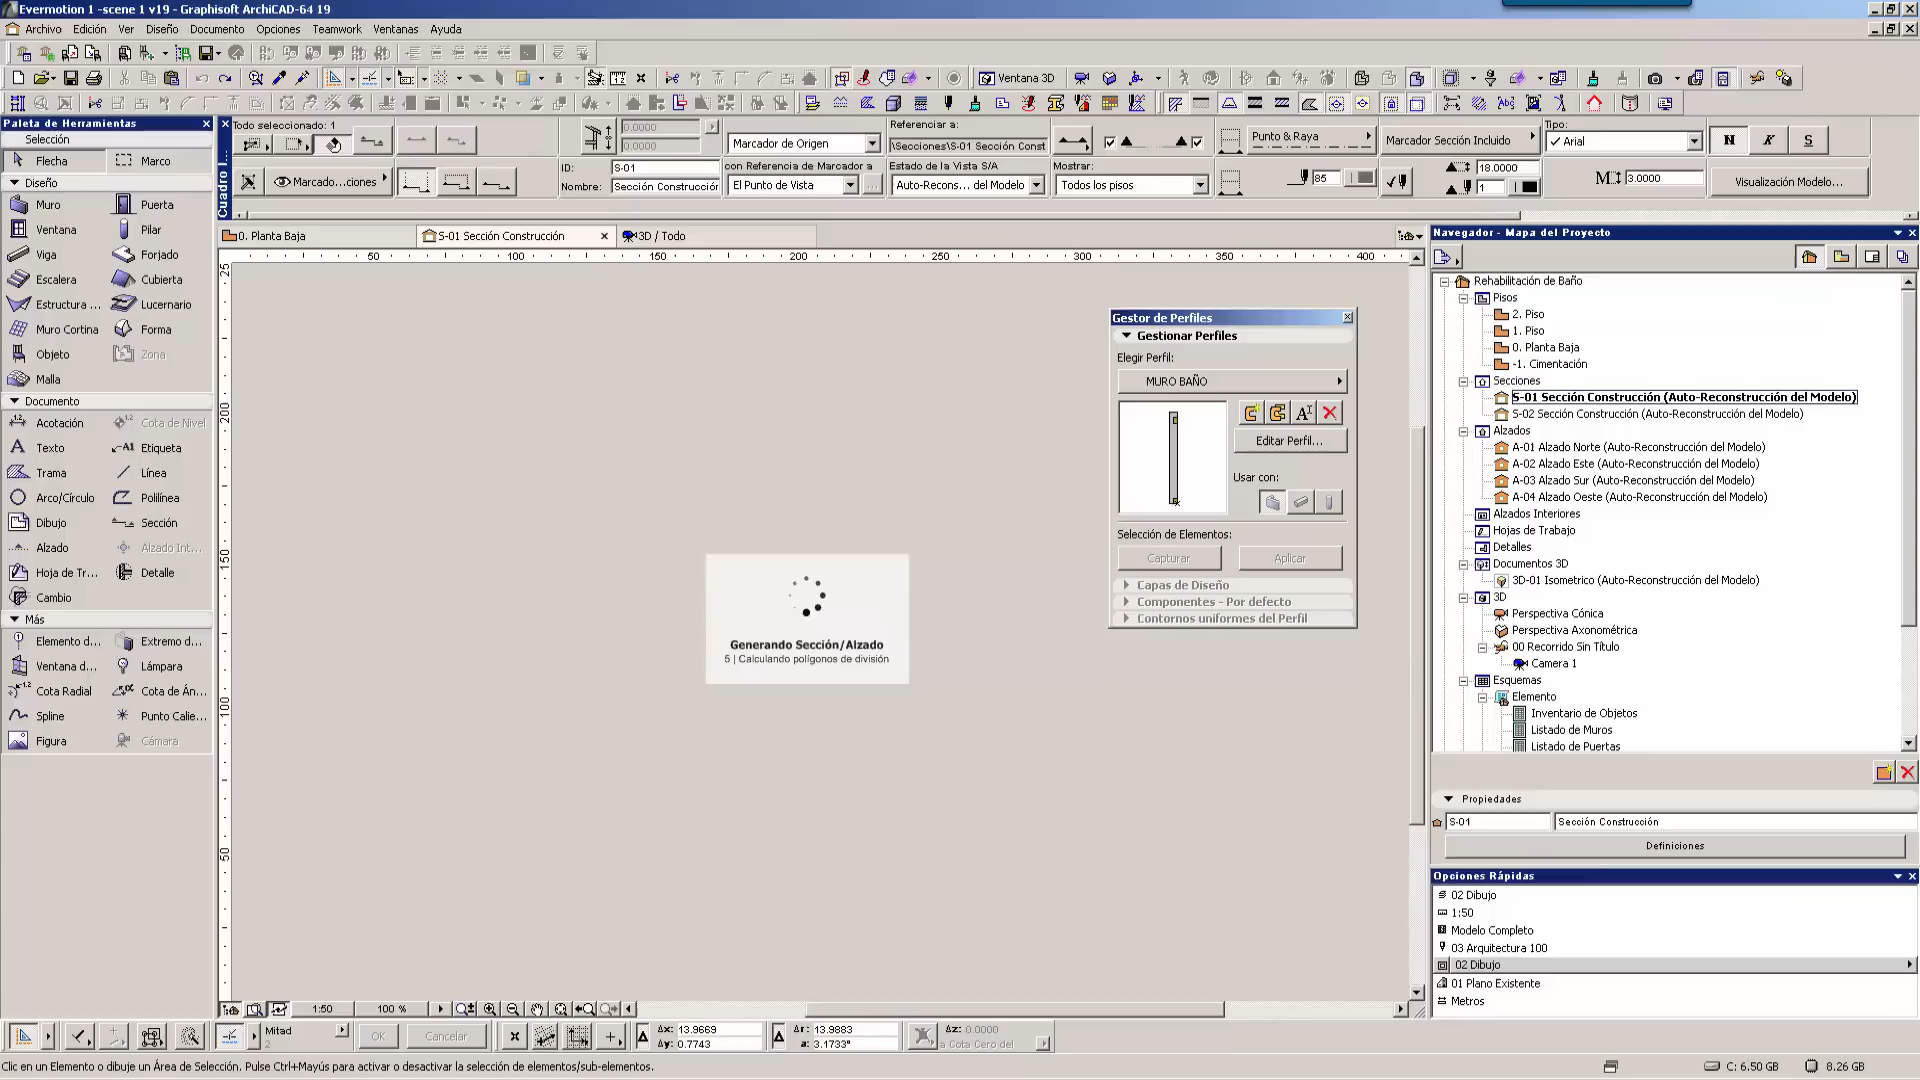 Evermotion 1 -scene 1 v19 - Graphisoft ArchiCAD-64 19
Archivo Edición Ver Diseño Documento Opciones Teamwork Ventanas Ayuda
Ventana 3D
Paleta de Herramientas
Selección
Flecha Marco
Diseño
Muro Puerta
Ventana Pilar
Viga Forjado
Escalera Cubierta
Estructura ... Lucernario
Muro Cortina Forma
Objeto Zona
Malla
Documento
Acotación Cota de Nivel
Texto Etiqueta
Trama Línea
Arco/Círculo Polilínea
Dibujo Sección
Alzado Alzado Int...
Hoja de Tr... Detalle
Cambio
Más
Elemento d... Extremo d...
Ventana d... Lámpara
Cota Radial Cota de Án...
Spline Punto Calie...
Figura Cámara
Todo seleccionado: 1
Marcado...ciones
0.0000
0.0000
ID: S-01
Nombre: Sección Construcción
Marcador de Origen
con Referencia de Marcador a
El Punto de Vista
Referenciar a:
\Secciones\S-01 Sección Const
Estado de la Vista S/A
Auto-Recons... del Modelo
Mostrar:
Todos los pisos
Punto & Raya
85
Marcador Sección Incluido
Tipo:
Arial
18.0000
1
N K S
M 3.0000
Visualización Modelo...
0. Planta Baja
S-01 Sección Construcción
3D / Todo
50 100 150 200 250 300 350 400
25
200
150
100
50
Generando Sección/Alzado
5 | Calculando polígonos de división
Gestor de Perfiles
Gestionar Perfiles
Elegir Perfil:
MURO BAÑO
Editar Perfil...
Usar con:
Selección de Elementos:
Capturar Aplicar
Capas de Diseño
Componentes - Por defecto
Contornos uniformes del Perfil
Navegador - Mapa del Proyecto
Rehabilitación de Baño
Pisos
2. Piso
1. Piso
0. Planta Baja
-1. Cimentación
Secciones
S-01 Sección Construcción (Auto-Reconstrucción del Modelo)
S-02 Sección Construcción (Auto-Reconstrucción del Modelo)
Alzados
A-01 Alzado Norte (Auto-Reconstrucción del Modelo)
A-02 Alzado Este (Auto-Reconstrucción del Modelo)
A-03 Alzado Sur (Auto-Reconstrucción del Modelo)
A-04 Alzado Oeste (Auto-Reconstrucción del Modelo)
Alzados Interiores
Hojas de Trabajo
Detalles
Documentos 3D
3D-01 Isometrico (Auto-Reconstrucción del Modelo)
3D
Perspectiva Cónica
Perspectiva Axonométrica
00 Recorrido Sin Título
Camera 1
Esquemas
Elemento
Inventario de Objetos
Listado de Muros
Listado de Puertas
Propiedades
S-01 Sección Construcción
Definiciones
Opciones Rápidas
02 Dibujo
1:50
Modelo Completo
03 Arquitectura 100
02 Dibujo
01 Plano Existente
Metros
1:50 100 %
Mitad
2
OK Cancelar
Δx: 13.9669
Δy: 0.7743
Δr: 13.9883
a: 3.1733°
Δz: 0.0000
a Cota Cero del
Clic en un Elemento o dibuje un Área de Selección. Pulse Ctrl+Mayús para activar o desactivar la selección de elementos/sub-elementos.
C: 6.50 GB 8.26 GB